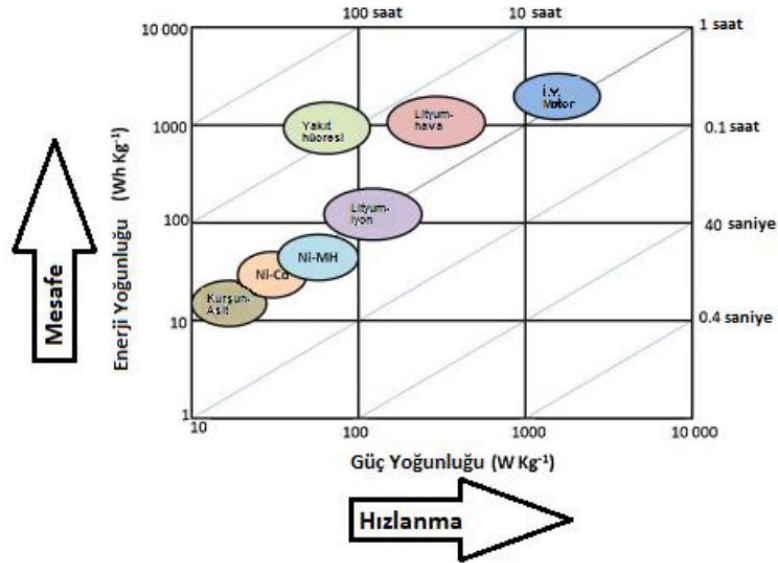 100 saat
10 saat
10 000
1 saat
İ.Y.
Motor
Yakıt
hücresi
Lityum-
hava
1000
0.1 saat
Lityum-
iyon
100
40 saniye
Ni-MH
Ni-Cd
Kurşun-
Asit
10
0.4 saniye
1
10
100
1000
10 000
Enerji Yoğunluğu (Wh Kg⁻¹)
Mesafe
Güç Yoğunluğu (W Kg⁻¹)
Hızlanma